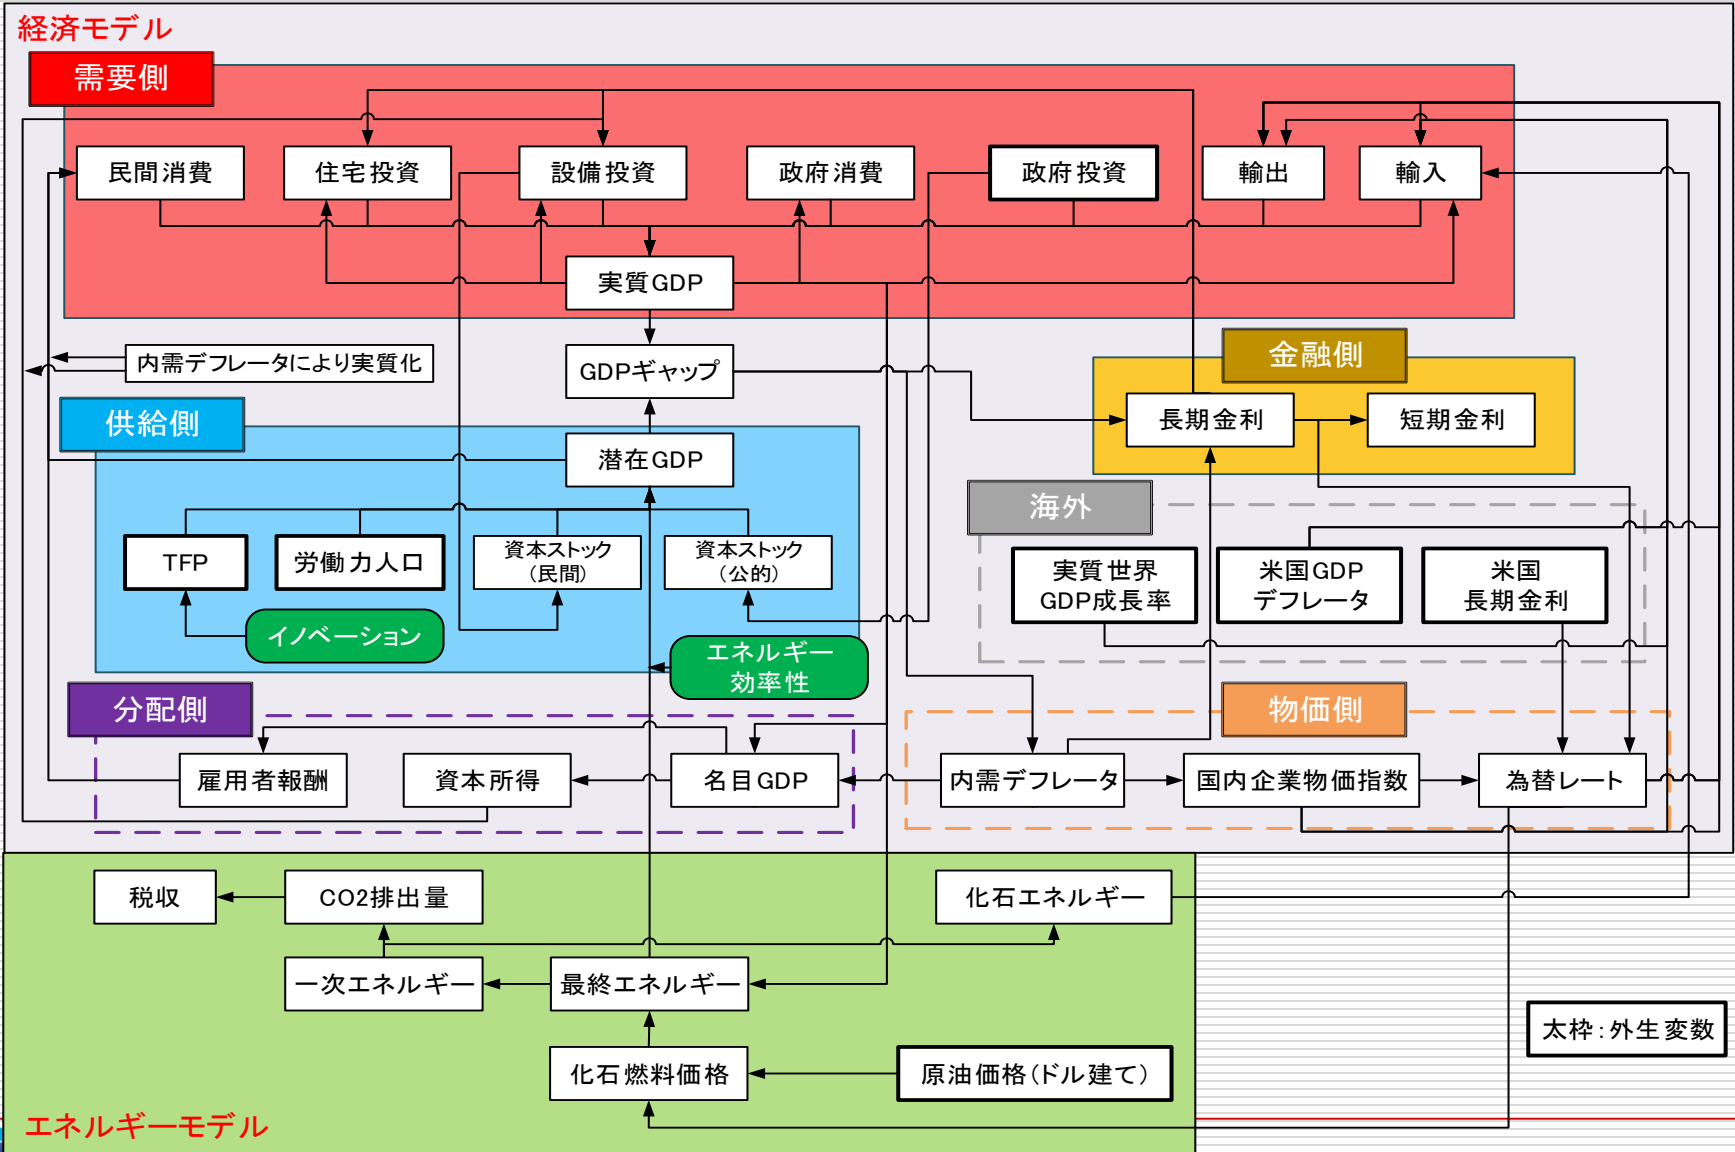 経済モデル
需要側
民間消費
住宅投資
設備投資
政府消費
政府投資
輸出
輸入
実質GDP
内需デフレータにより実質化
GDPギャップ
金融側
長期金利
短期金利
供給側
潜在GDP
海外
TFP
労働力人口
資本ストック
(民間)
資本ストック
(公的)
実質世界
GDP成長率
米国GDP
デフレータ
米国
長期金利
イノベーション
エネルギー
効率性
分配側
物価側
雇用者報酬
資本所得
名目GDP
内需デフレータ
国内企業物価指数
為替レート
税収
CO2排出量
化石エネルギー
一次エネルギー
最終エネルギー
太枠:外生変数
化石燃料価格
原油価格(ドル建て)
エネルギーモデル